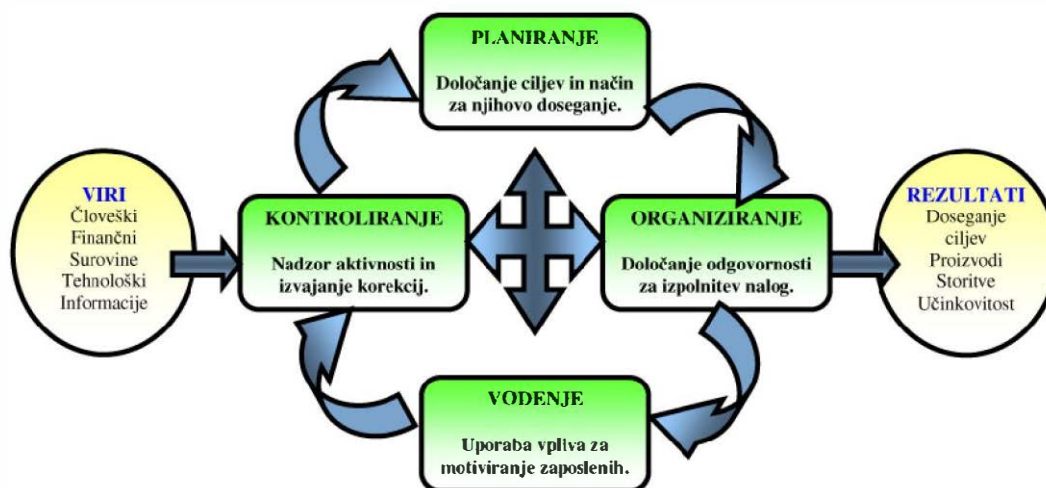 PLANIRANJE
Določanje ciljev in način
za njihovo doseganje.
VIRI
Človeški
Finančni
Surovine
Tehnološki
Informacije
KONTROLIRANJE
Nadzor aktivnosti in
izvajanje korekcij.
ORGANIZIRANJE
Določanje odgovornosti
za izpolnitev nalog.
REZULTATI
Doseganje
ciljev
Proizvodi
Storitve
Učinkovitost
VODENJE
Uporaba vpliva za
motiviranje zaposlenih.